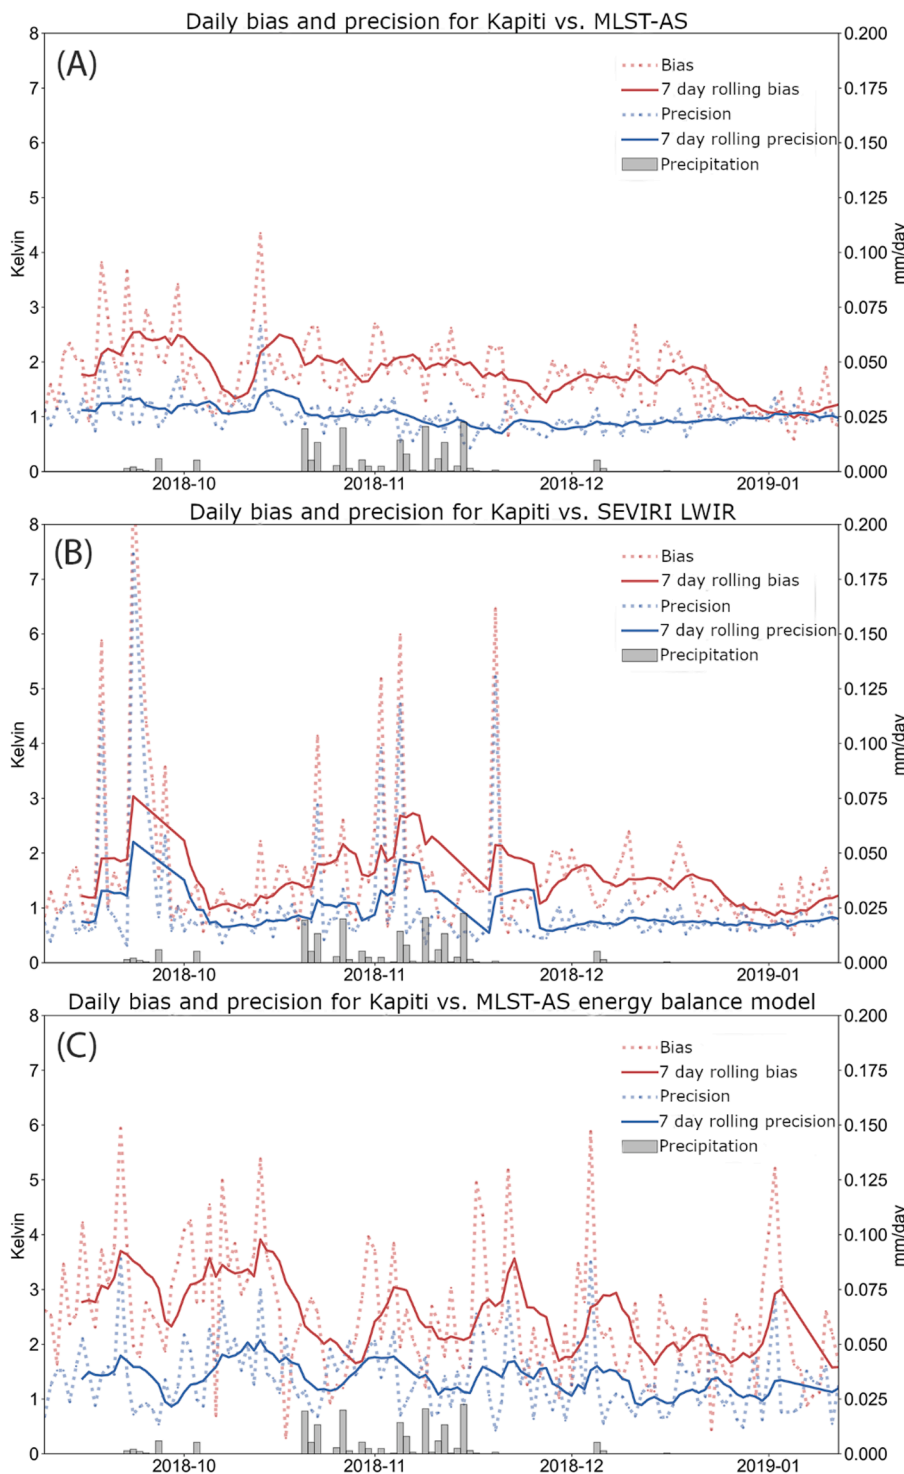 Daily bias and precision for Kapiti vs. MLST-AS
(A)
8
7
6
5
4
3
2
1
0
Kelvin
Bias
7 day rolling bias
Precision
7 day rolling precision
Precipitation
0.200
0.175
0.150
0.125
0.100
0.075
0.050
0.025
0.000
mm/day
2018-10 2018-11 2018-12 2019-01
Daily bias and precision for Kapiti vs. SEVIRI LWIR
(B)
8
7
6
5
4
3
2
1
0
Kelvin
Bias
7 day rolling bias
Precision
7 day rolling precision
Precipitation
0.200
0.175
0.150
0.125
0.100
0.075
0.050
0.025
0.000
mm/day
2018-10 2018-11 2018-12 2019-01
Daily bias and precision for Kapiti vs. MLST-AS energy balance model
(C)
8
7
6
5
4
3
2
1
0
Kelvin
Bias
7 day rolling bias
Precision
7 day rolling precision
Precipitation
0.200
0.175
0.150
0.125
0.100
0.075
0.050
0.025
0.000
mm/day
2018-10 2018-11 2018-12 2019-01